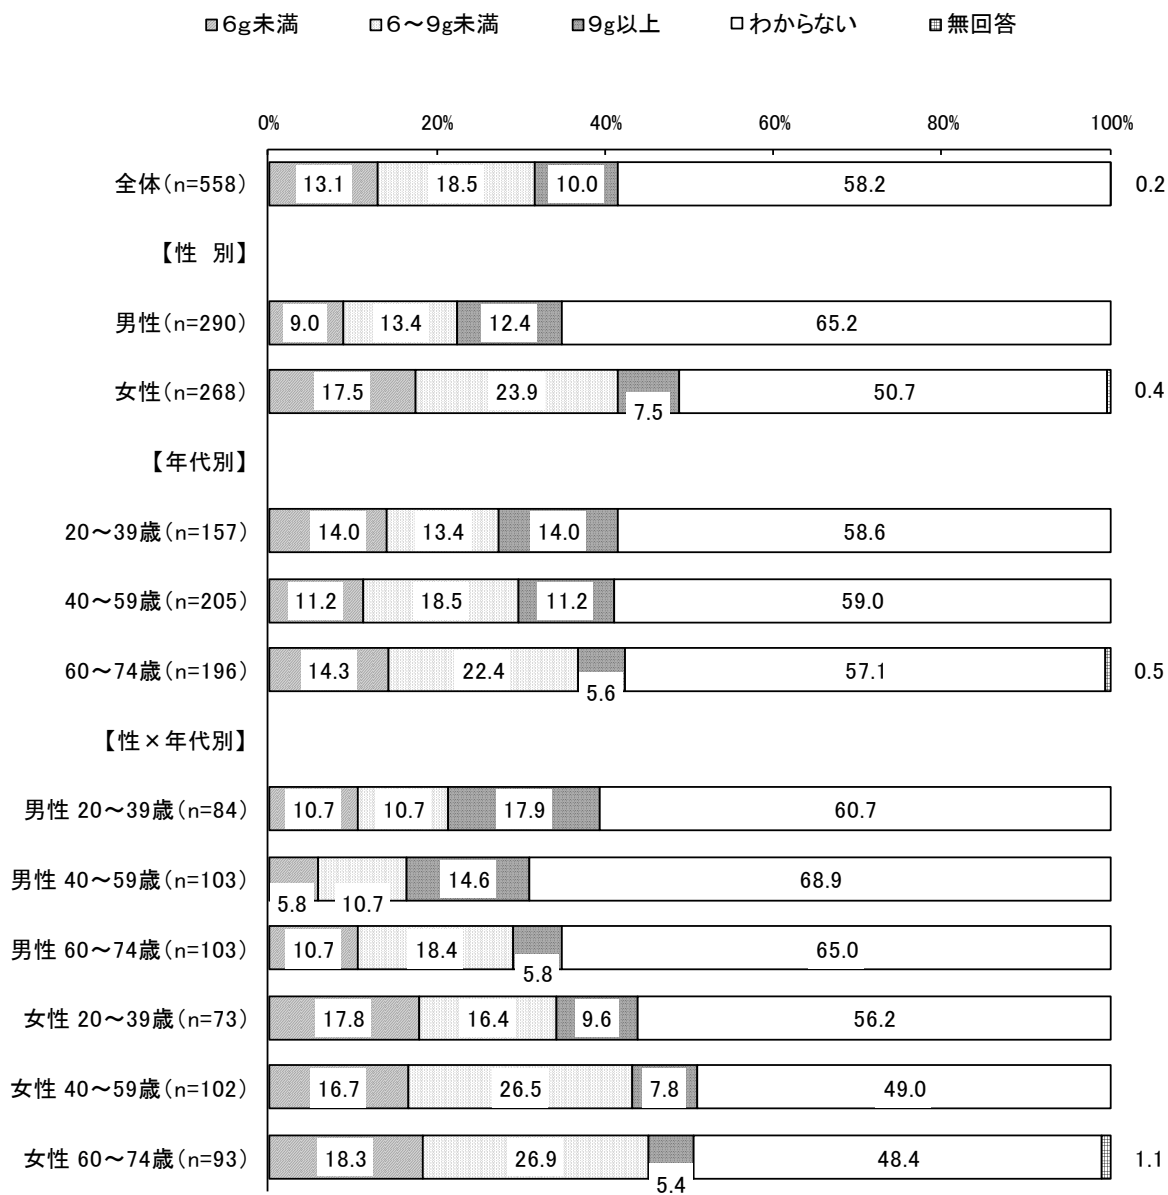 6g未満 6～9g未満 9g以上 わからない 無回答
0% 20% 40% 60% 80% 100%
全体(n=558) 13.1 18.5 10.0 58.2 0.2
【性 別】
男性(n=290) 9.0 13.4 12.4 65.2
女性(n=268) 17.5 23.9 7.5 50.7 0.4
【年代別】
20～39歳(n=157) 14.0 13.4 14.0 58.6
40～59歳(n=205) 11.2 18.5 11.2 59.0
60～74歳(n=196) 14.3 22.4 5.6 57.1 0.5
【性×年代別】
男性 20～39歳(n=84) 10.7 10.7 17.9 60.7
男性 40～59歳(n=103) 5.8 10.7 14.6 68.9
男性 60～74歳(n=103) 10.7 18.4 5.8 65.0
女性 20～39歳(n=73) 17.8 16.4 9.6 56.2
女性 40～59歳(n=102) 16.7 26.5 7.8 49.0
女性 60～74歳(n=93) 18.3 26.9 5.4 48.4 1.1